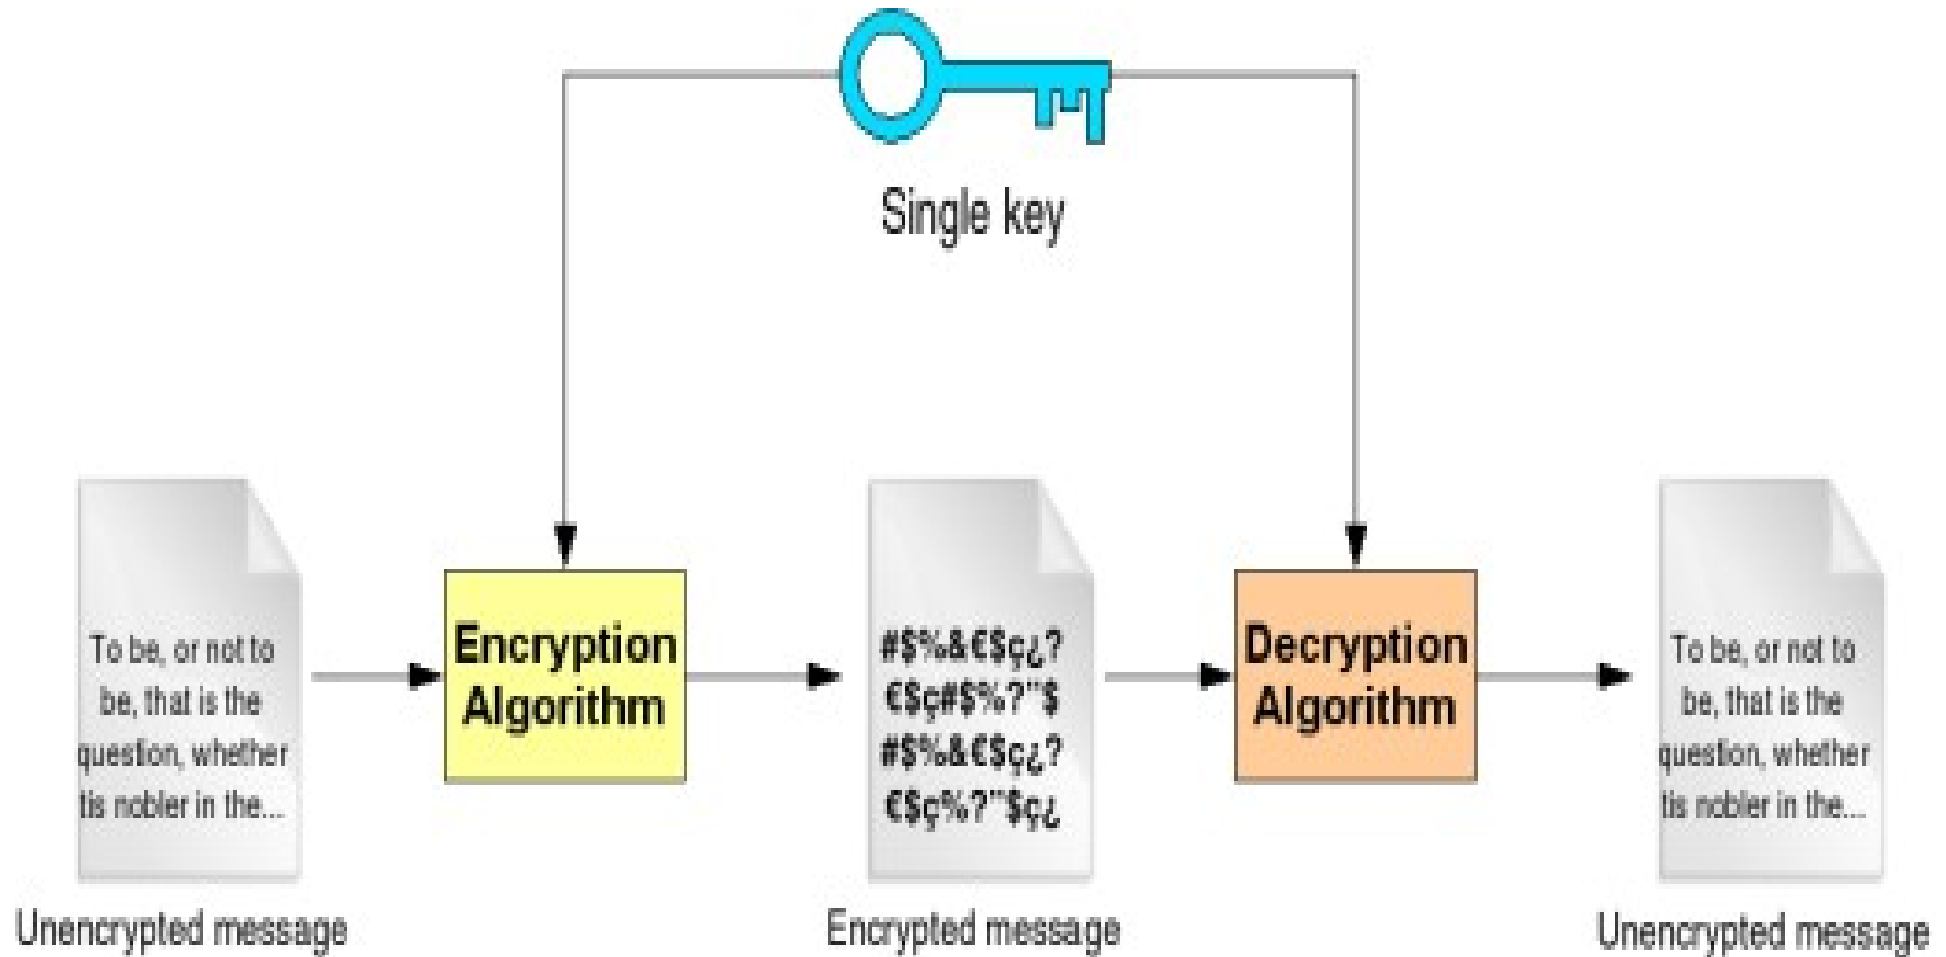 Single key
To be, or not to
be, that is the
question, whether
tis nobler in the...
Unencrypted message
Encryption
Algorithm
#$%&€$ç¿?
€$ç#$%?¨$
#$%&€$ç¿?
€$ç%?¨$ç¿
Encrypted message
Decryption
Algorithm
To be, or not to
be, that is the
question, whether
tis nobler in the...
Unencrypted message